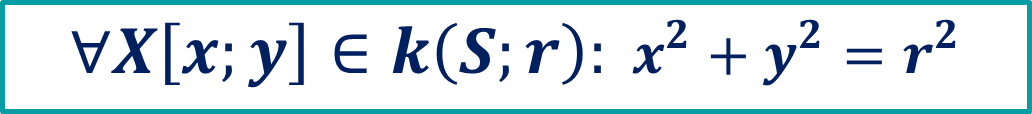 ∀X[x; y] ∈ k(S; r): x² + y² = r²